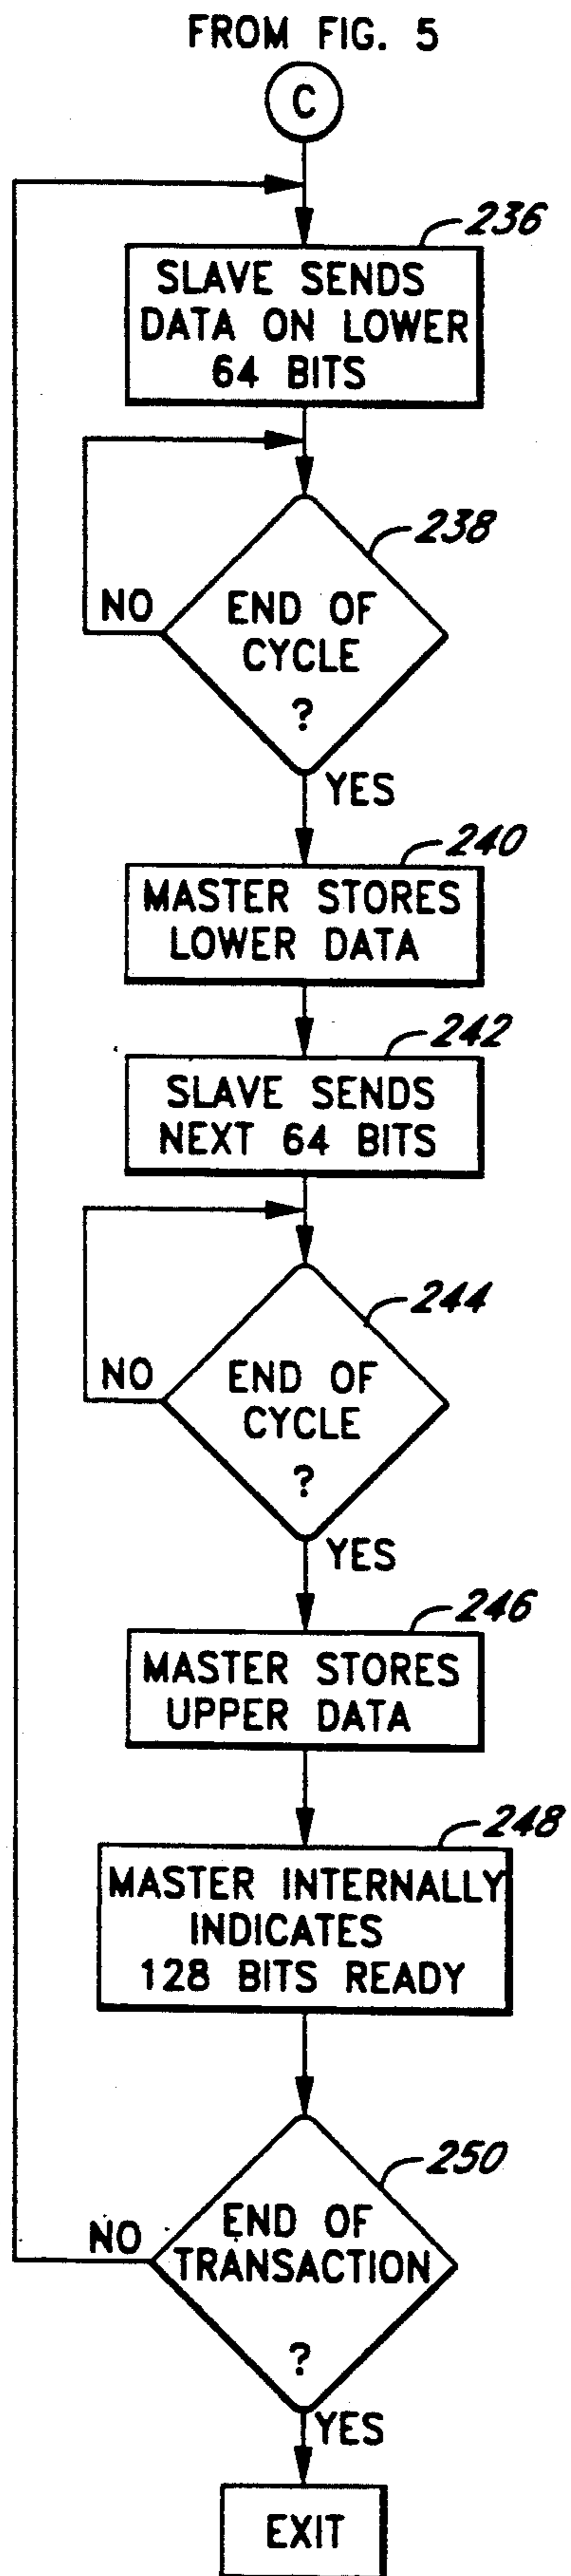 FROM FIG. 5
C
236
SLAVE SENDS
DATA ON LOWER
64 BITS
238
NO
END OF
CYCLE
?
YES
240
MASTER STORES
LOWER DATA
242
SLAVE SENDS
NEXT 64 BITS
244
NO
END OF
CYCLE
?
YES
246
MASTER STORES
UPPER DATA
248
MASTER INTERNALLY
INDICATES
128 BITS READY
250
NO
END OF
TRANSACTION
?
YES
EXIT